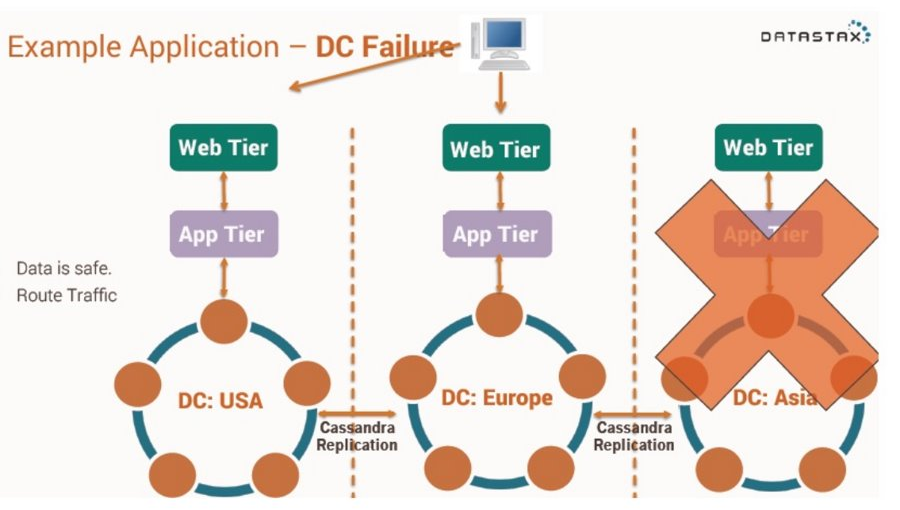 Example Application – DC Failure
DATASTAX
Web Tier
Web Tier
Web Tier
App Tier
App Tier
App Tier
Data is safe.
Route Traffic
DC: USA
DC: Europe
DC: Asia
Cassandra
Replication
Cassandra
Replication